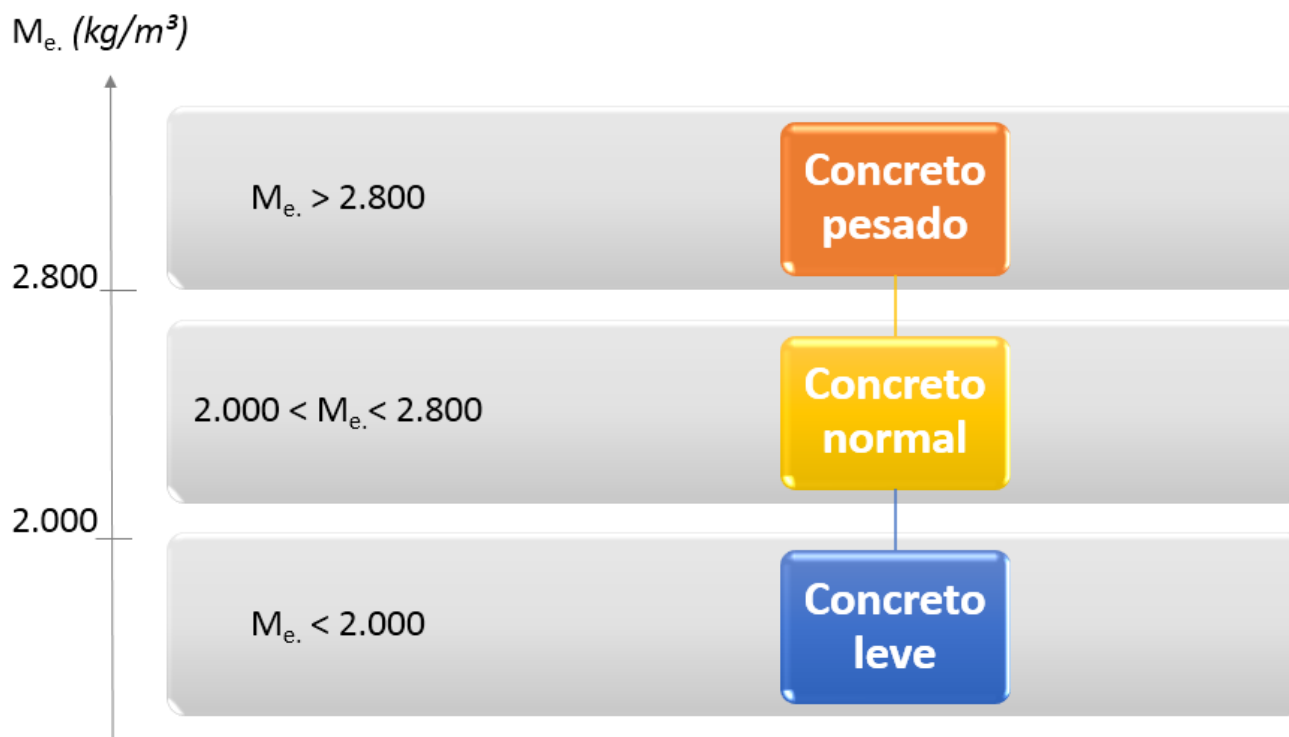 Me. (kg/m³)
Me. > 2.800
Concreto
pesado
2.800
2.000 < Me.< 2.800
Concreto
normal
2.000
Me. < 2.000
Concreto
leve